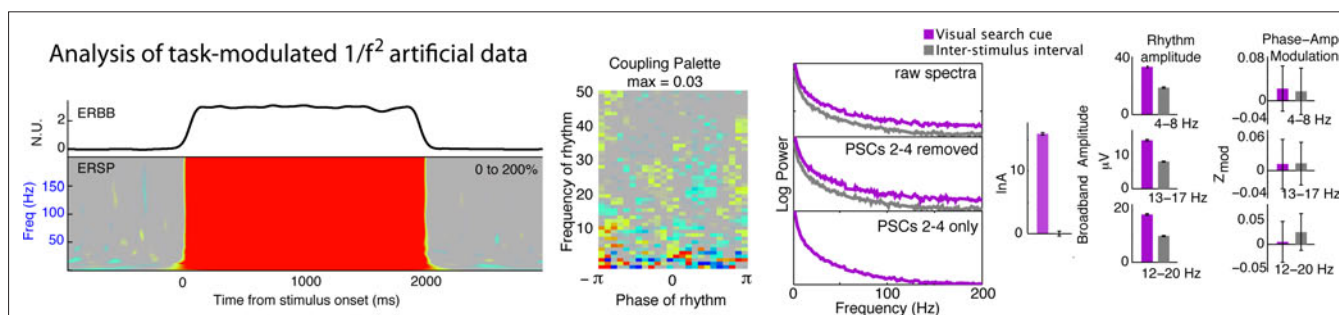 Analysis of task-modulated 1/f² artificial data
ERBB
N.U.
2
0
ERSP
0 to 200%
Freq (Hz)
150
100
50
0
1000
2000
Time from stimulus onset (ms)
Coupling Palette
max = 0.03
Frequency of rhythm
50
40
30
20
10
−π
0
π
Phase of rhythm
Visual search cue
Inter-stimulus interval
raw spectra
PSCs 2-4 removed
PSCs 2-4 only
Log Power
0
100
200
Frequency (Hz)
lnA
10
0
Broadband Amplitude
Rhythm
amplitude
μV
40
0
4–8 Hz
20
0
13–17 Hz
20
0
12–20 Hz
Phase–Amp
Modulation
Zmod
0.08
0
−0.04
4–8 Hz
0.06
0
−0.04
13–17 Hz
0.05
0
−0.05
12–20 Hz